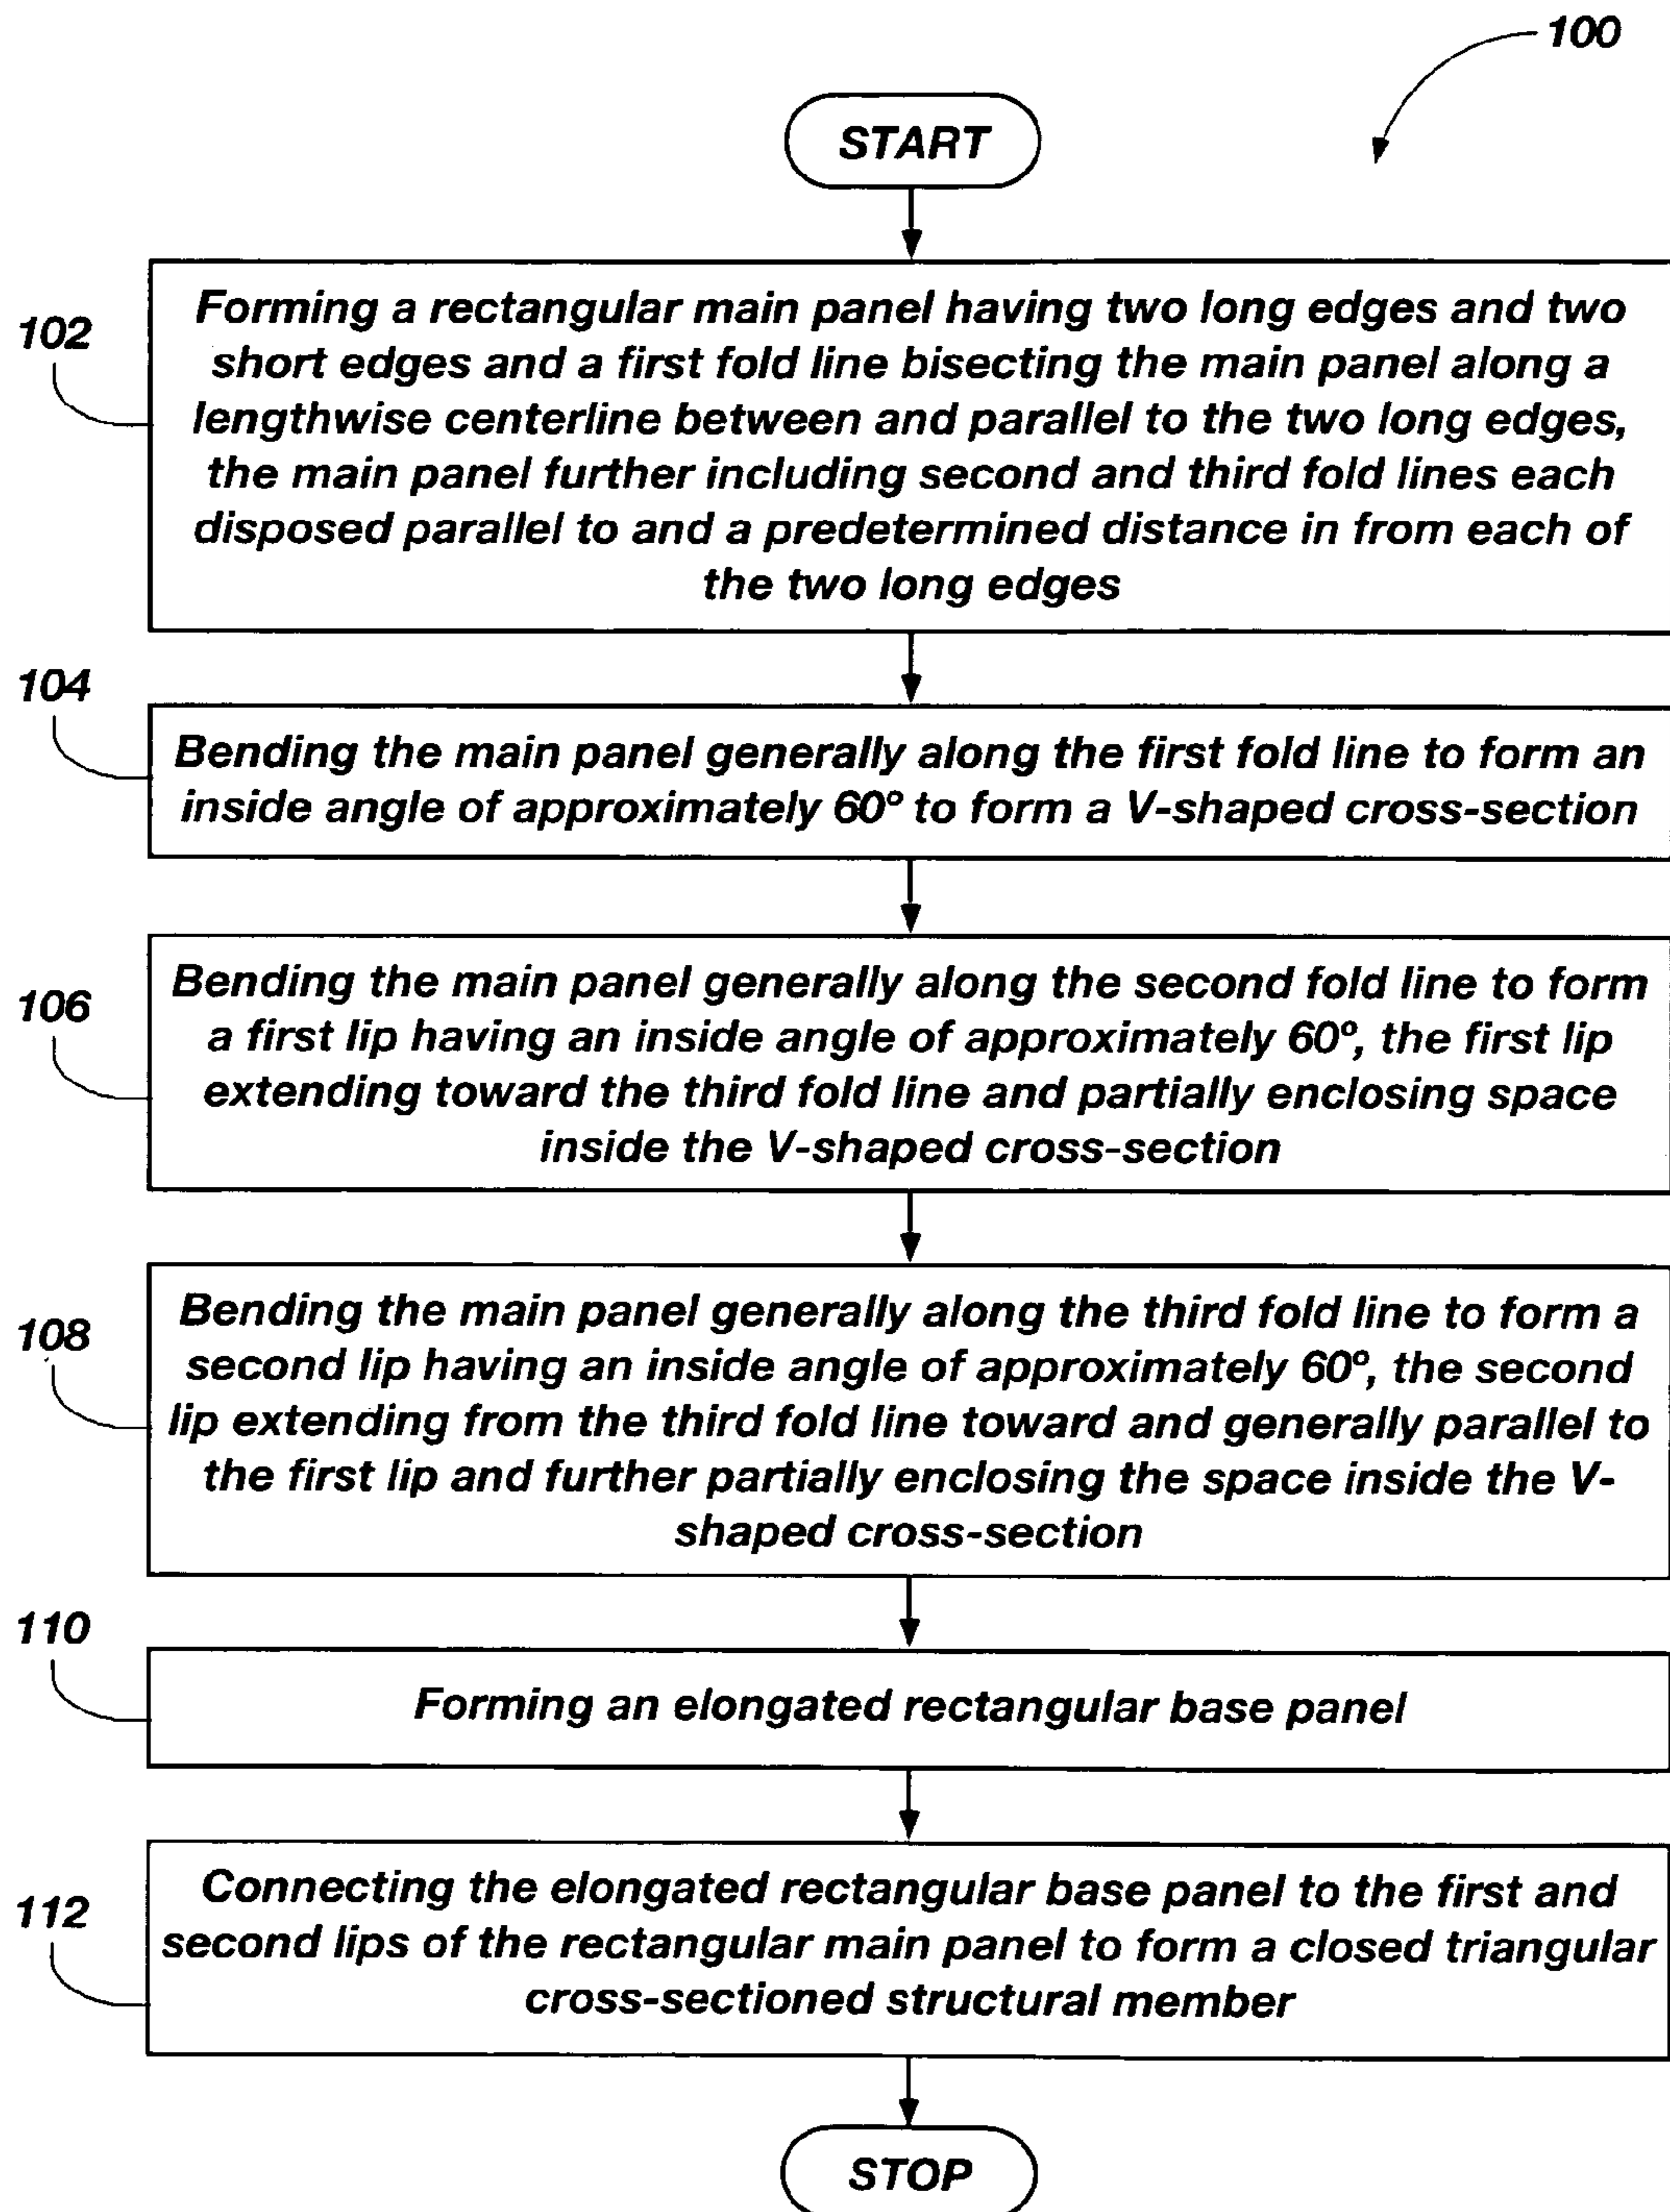 100
START
102
Forming a rectangular main panel having two long edges and two
short edges and a first fold line bisecting the main panel along a
lengthwise centerline between and parallel to the two long edges,
the main panel further including second and third fold lines each
disposed parallel to and a predetermined distance in from each of
the two long edges
104
Bending the main panel generally along the first fold line to form an
inside angle of approximately 60° to form a V-shaped cross-section
106
Bending the main panel generally along the second fold line to form
a first lip having an inside angle of approximately 60°, the first lip
extending toward the third fold line and partially enclosing space
inside the V-shaped cross-section
108
Bending the main panel generally along the third fold line to form a
second lip having an inside angle of approximately 60°, the second
lip extending from the third fold line toward and generally parallel to
the first lip and further partially enclosing the space inside the V-
shaped cross-section
110
Forming an elongated rectangular base panel
112
Connecting the elongated rectangular base panel to the first and
second lips of the rectangular main panel to form a closed triangular
cross-sectioned structural member
STOP